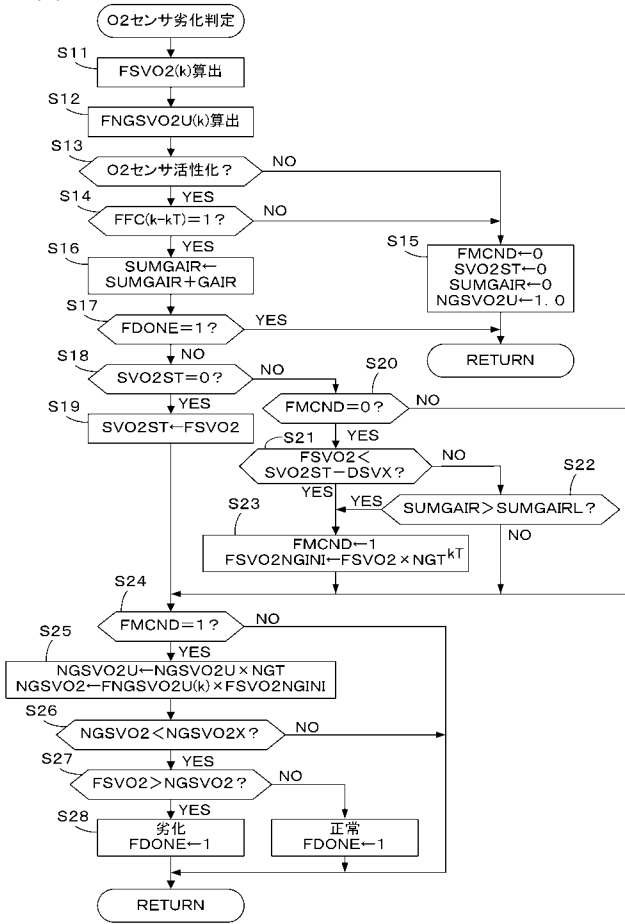 O2センサ劣化判定
S11
FSVO2(k)算出
S12
FNGSVO2U(k)算出
S13
O2センサ活性化？
NO
YES
S14
FFC(k-kT)=1？
NO
YES
S15
FMCND←0
SVO2ST←0
SUMGAIR←0
NGSVO2U←1.0
RETURN
S16
SUMGAIR←
SUMGAIR+GAIR
S17
FDONE=1？
YES
NO
S18
SVO2ST=0？
NO
YES
S19
SVO2ST←FSVO2
S20
FMCND=0？
NO
YES
S21
FSVO2<
SVO2ST-DSVX？
NO
YES
S22
SUMGAIR>SUMGAIRL？
YES
NO
S23
FMCND←1
FSVO2NGINI←FSVO2×NGT^kT
S24
FMCND=1？
NO
YES
S25
NGSVO2U←NGSVO2U×NGT
NGSVO2←FNGSVO2U(k)×FSVO2NGINI
S26
NGSVO2<NGSVO2X？
NO
YES
S27
FSVO2>NGSVO2？
NO
YES
S28
劣化
FDONE←1
正常
FDONE←1
RETURN